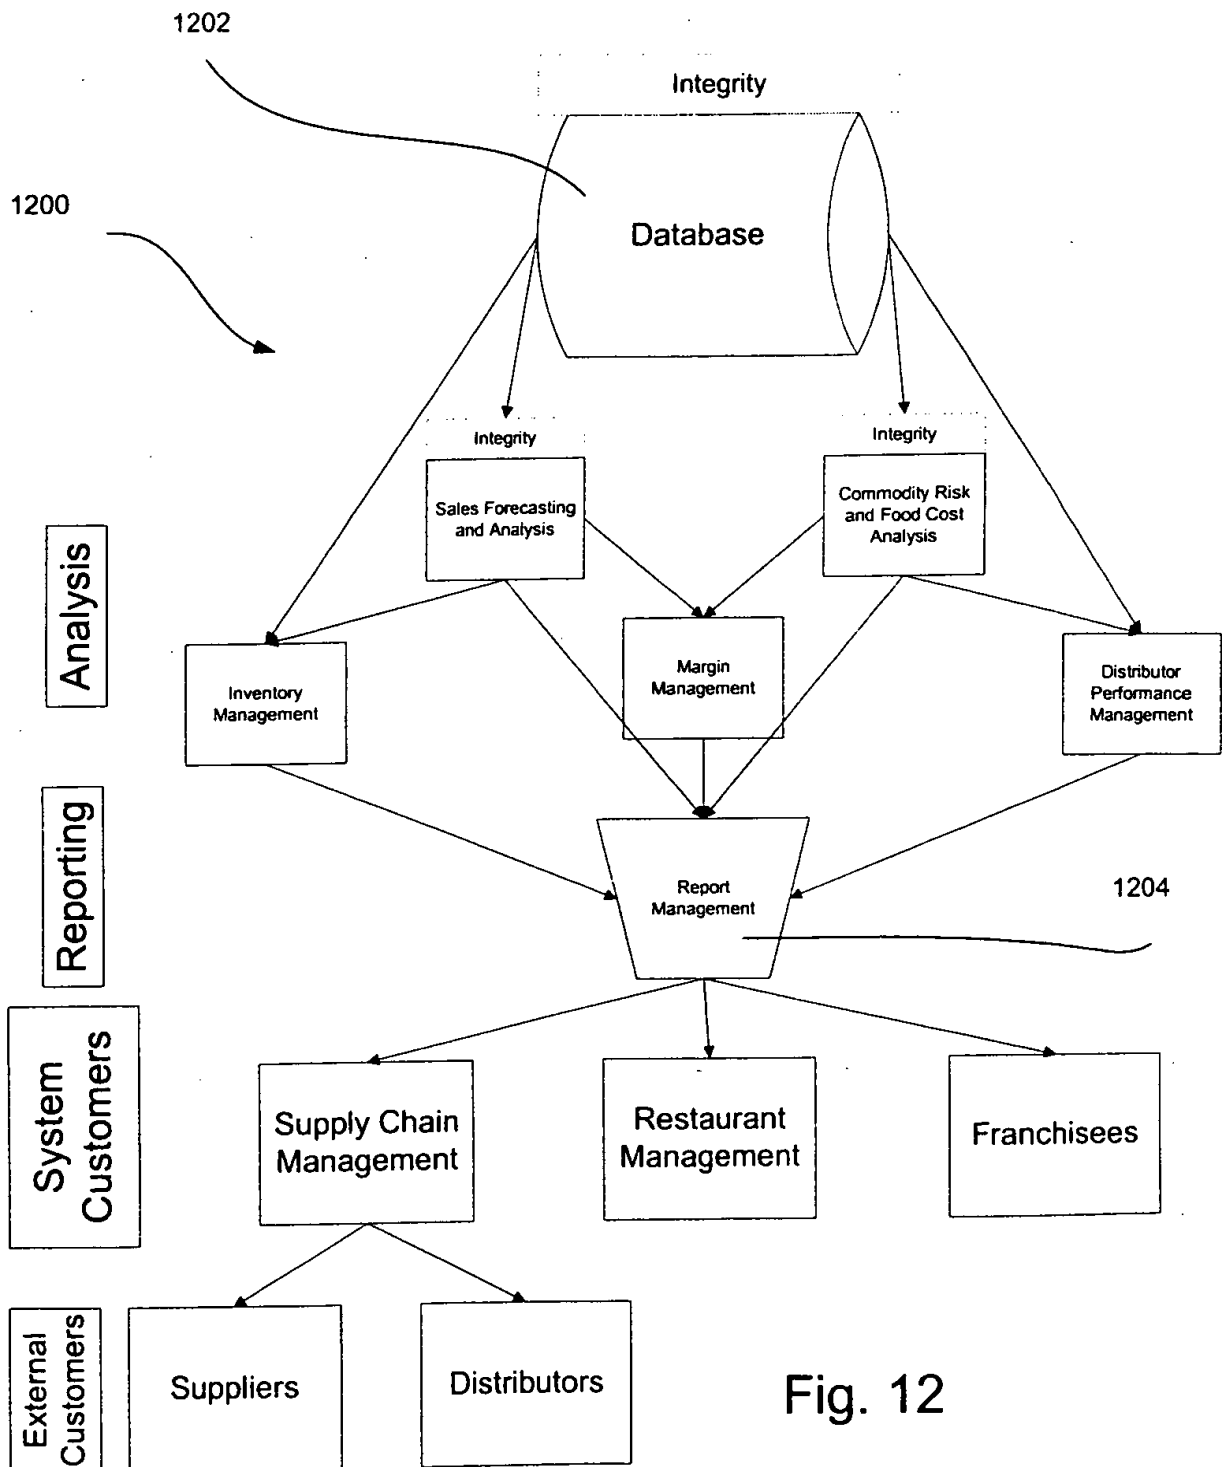 1202
Integrity
1200
Database
Integrity
Integrity
Sales Forecasting
and Analysis
Commodity Risk
and Food Cost
Analysis
Analysis
Inventory
Management
Margin
Management
Distributor
Performance
Management
Reporting
Report
Management
1204
System
Customers
Supply Chain
Management
Restaurant
Management
Franchisees
External
Customers
Suppliers
Distributors
Fig. 12